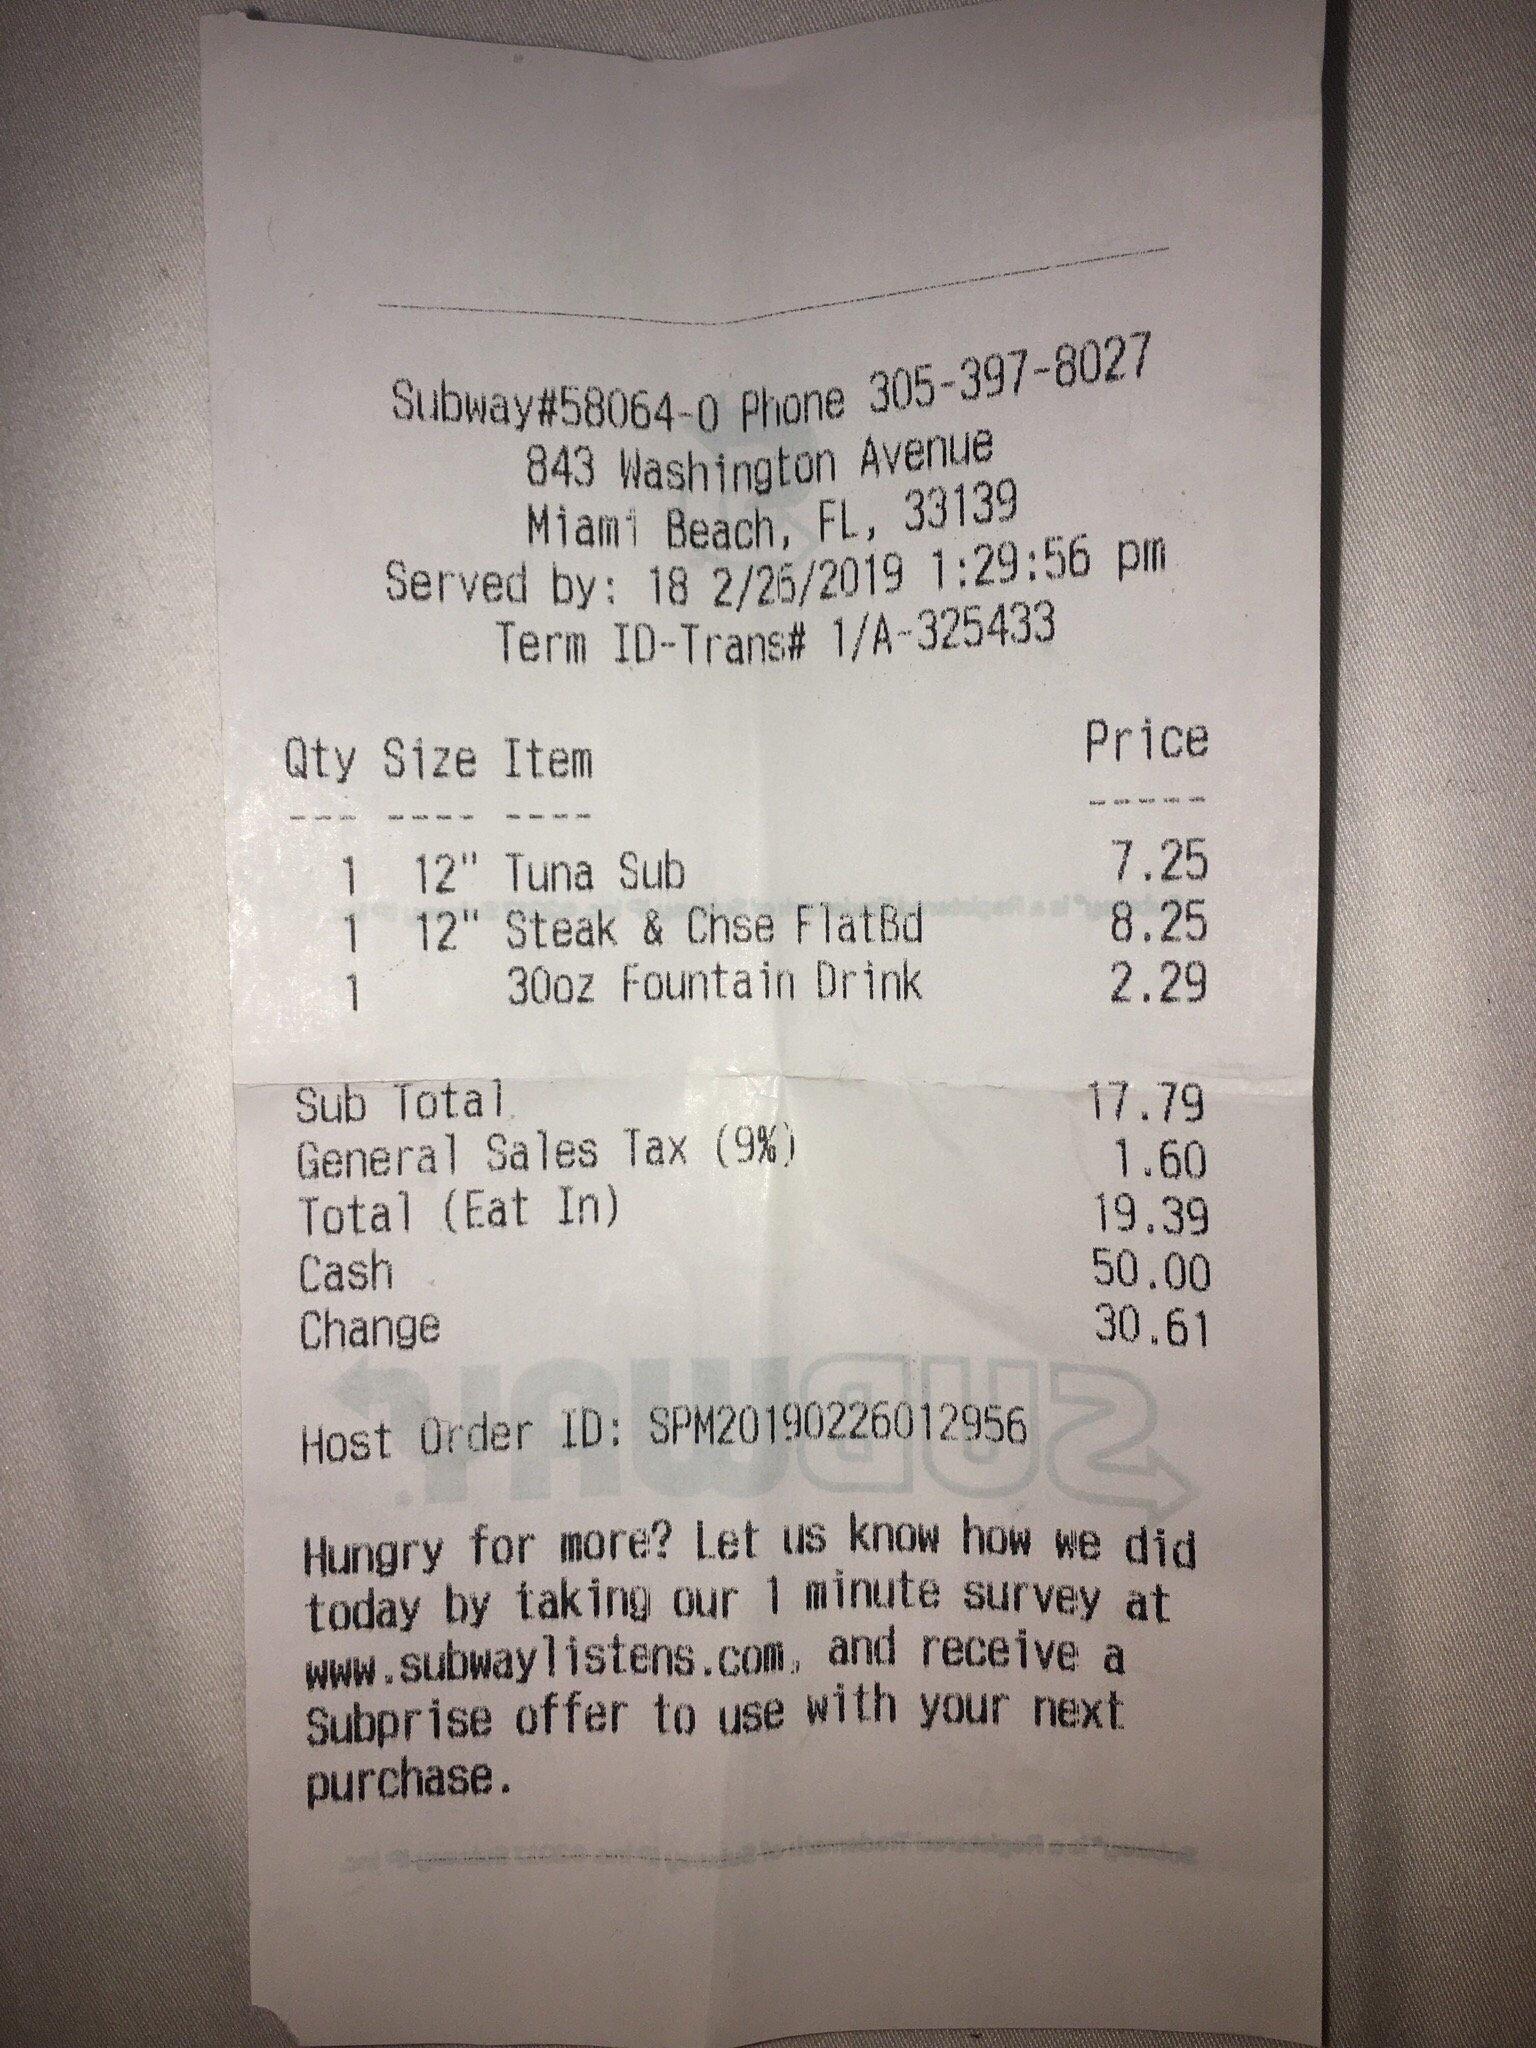 Subway#58064-0 Phone 305-397-8027
843 Washington Avenue
Miami Beach, FL, 33139
Served by: 18 2/26/2019 1:29:56 pm
Term ID-Trans# 1/A-325433
Qty Size Item Price
--- ---- ---- -----
1 12" Tuna Sub 7.25
1 12" Steak & Chse FlatBd 8.25
1 30oz Fountain Drink 2.29
Sub Total 17.79
General Sales Tax (9%) 1.60
Total (Eat In) 19.39
Cash 50.00
Change 30.61
Host Order ID: SPM20190226012956
Hungry for more? Let us know how we did
today by taking our 1 minute survey at
www.subwaylistens.com, and receive a
Subprise offer to use with your next
purchase.